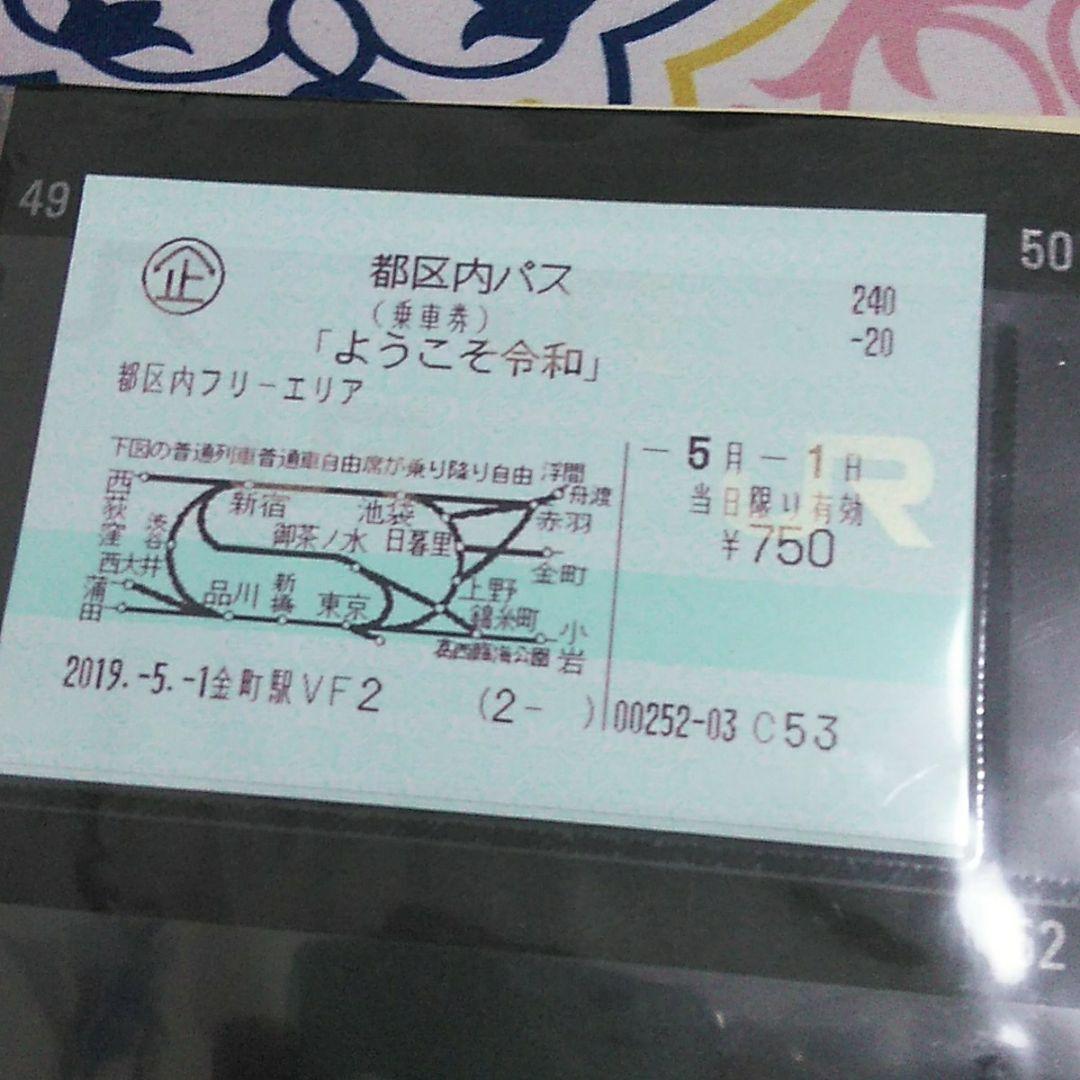 49
50
52
企
都区内パス
240
(乗車券)
-20
「ようこそ令和」
都区内フリーエリア
下図の普通列車普通車自由席が乗り降り自由
浮間舟渡
西荻窪
新宿
池袋
赤羽
渋谷
御茶ノ水
日暮里
西大井
金町
蒲田
品川
新橋
東京
上野
錦糸町
小岩
葛西臨海公園
-5月-1日
当日限り有効
¥750
JR
2019.-5.-1金町駅VF2 (2- )
00252-03 C53